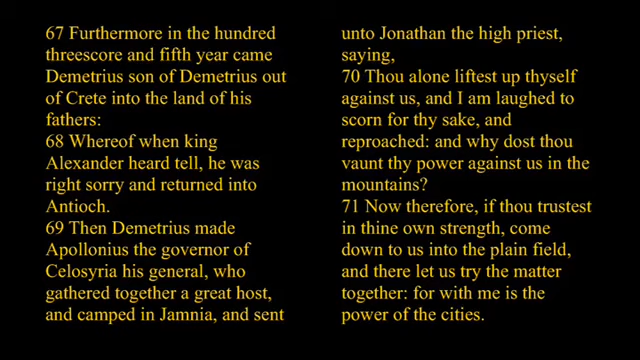 67 Furthermore in the hundred
threescore and fifth year came
Demetrius son of Demetrius out
of Crete into the land of his
fathers:
68 Whereof when king
Alexander heard tell, he was
right sorry and returned into
Antioch.
69 Then Demetrius made
Apollonius the governor of
Celosyria his general, who
gathered together a great host,
and camped in Jamnia, and sent
unto Jonathan the high priest,
saying,
70 Thou alone liftest up thyself
against us, and I am laughed to
scorn for thy sake, and
reproached: and why dost thou
vaunt thy power against us in the
mountains?
71 Now therefore, if thou trustest
in thine own strength, come
down to us into the plain field,
and there let us try the matter
together: for with me is the
power of the cities.